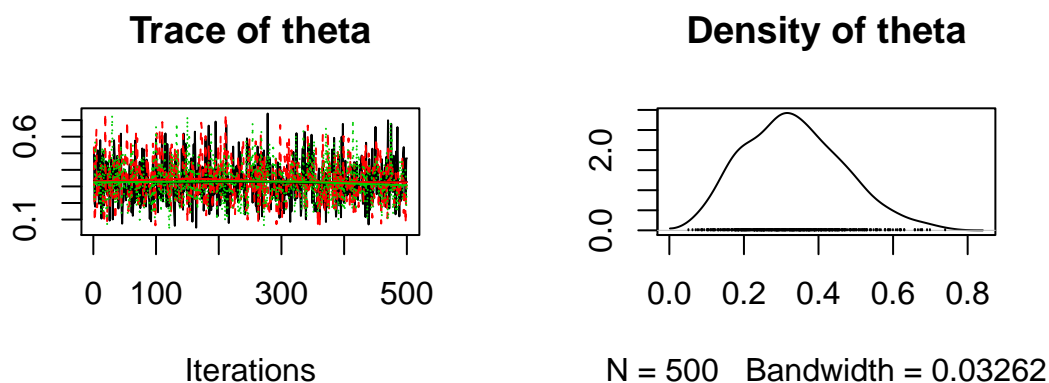 Trace of theta
0.1 0.6
0 100 300 500
Iterations
Density of theta
0.0 2.0
0.0 0.2 0.4 0.6 0.8
N = 500 Bandwidth = 0.03262